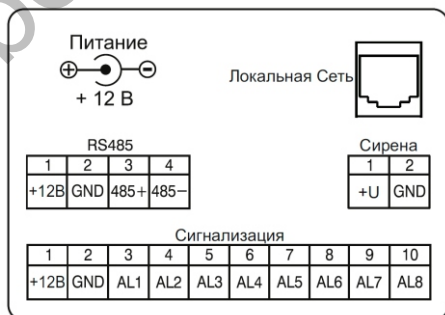 Питание
+ -
+ 12 В
Локальная Сеть
RS485
1 2 3 4
+12В GND 485+ 485−
Сирена
1 2
+U GND
Сигнализация
1 2 3 4 5 6 7 8 9 10
+12В GND AL1 AL2 AL3 AL4 AL5 AL6 AL7 AL8